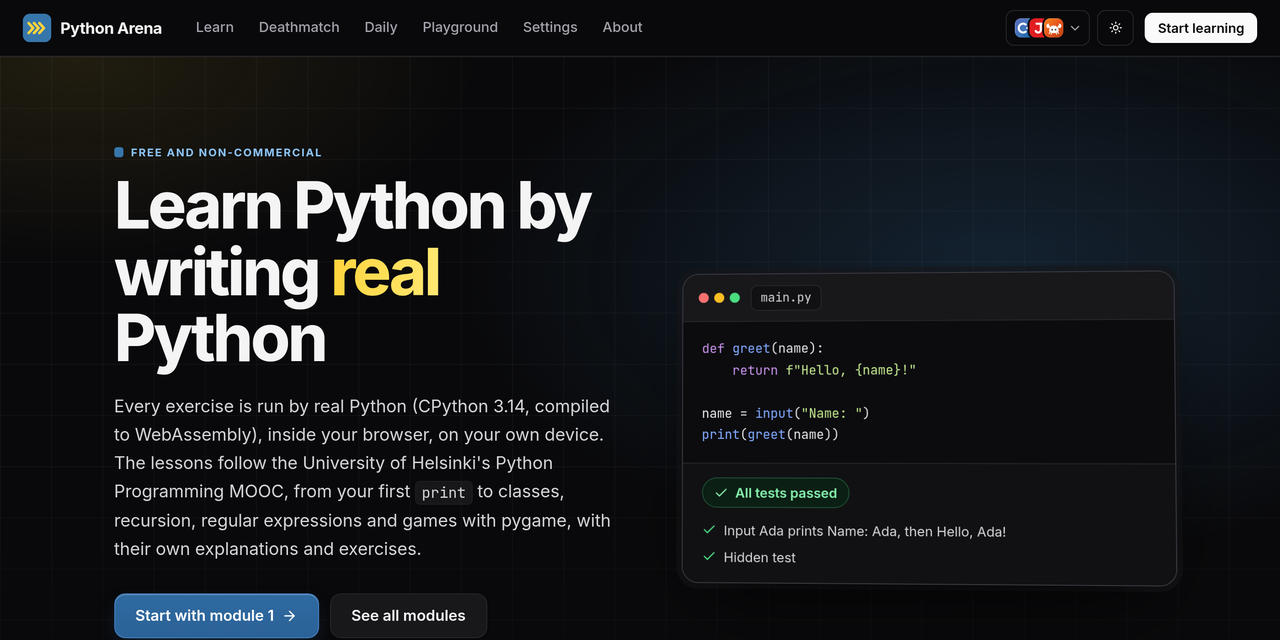 Python Arena
Learn
Deathmatch
Daily
Playground
Settings
About
C J
Start learning
FREE AND NON-COMMERCIAL
Learn Python by
writing real
Python
Every exercise is run by real Python (CPython 3.14, compiled
to WebAssembly), inside your browser, on your own device.
The lessons follow the University of Helsinki's Python
Programming MOOC, from your first print to classes,
recursion, regular expressions and games with pygame, with
their own explanations and exercises.
Start with module 1 →
See all modules
main.py
def greet(name):
    return f"Hello, {name}!"
name = input("Name: ")
print(greet(name))
All tests passed
Input Ada prints Name: Ada, then Hello, Ada!
Hidden test